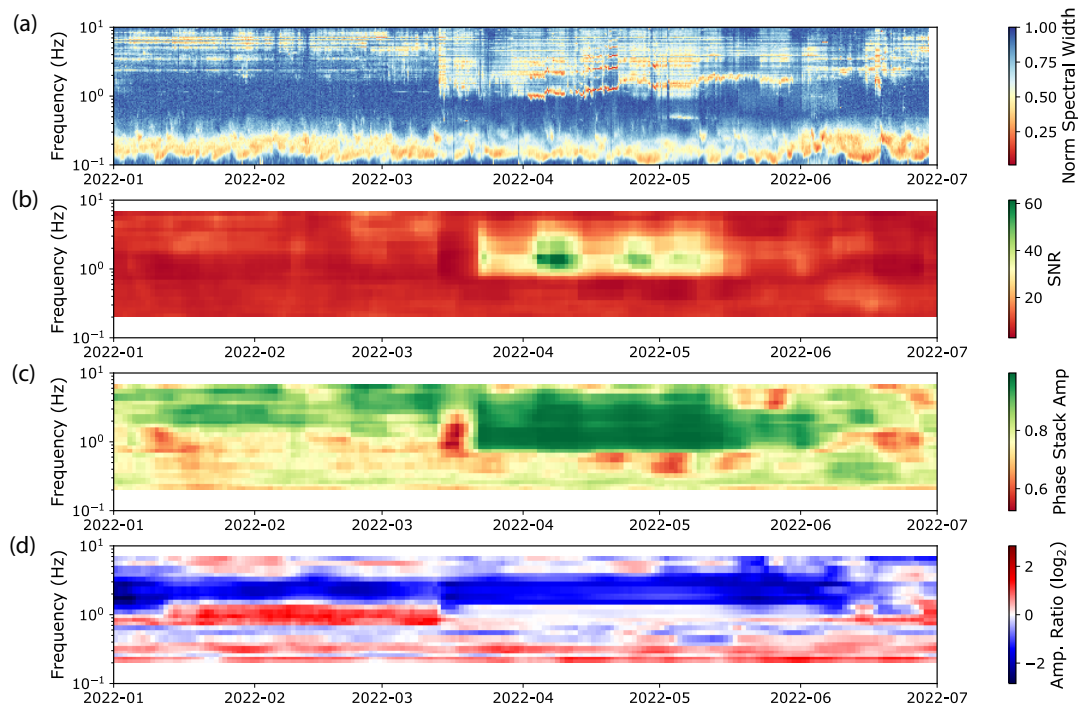 (a)
Frequency (Hz)
10¹
10⁰
10⁻¹
2022-01 2022-02 2022-03 2022-04 2022-05 2022-06 2022-07
1.00
0.75
0.50
0.25
Norm Spectral Width
(b)
Frequency (Hz)
10¹
10⁰
10⁻¹
2022-01 2022-02 2022-03 2022-04 2022-05 2022-06 2022-07
60
40
20
SNR
(c)
Frequency (Hz)
10¹
10⁰
10⁻¹
2022-01 2022-02 2022-03 2022-04 2022-05 2022-06 2022-07
0.8
0.6
Phase Stack Amp
(d)
Frequency (Hz)
10¹
10⁰
10⁻¹
2022-01 2022-02 2022-03 2022-04 2022-05 2022-06 2022-07
2
0
−2
Amp. Ratio (log₂)